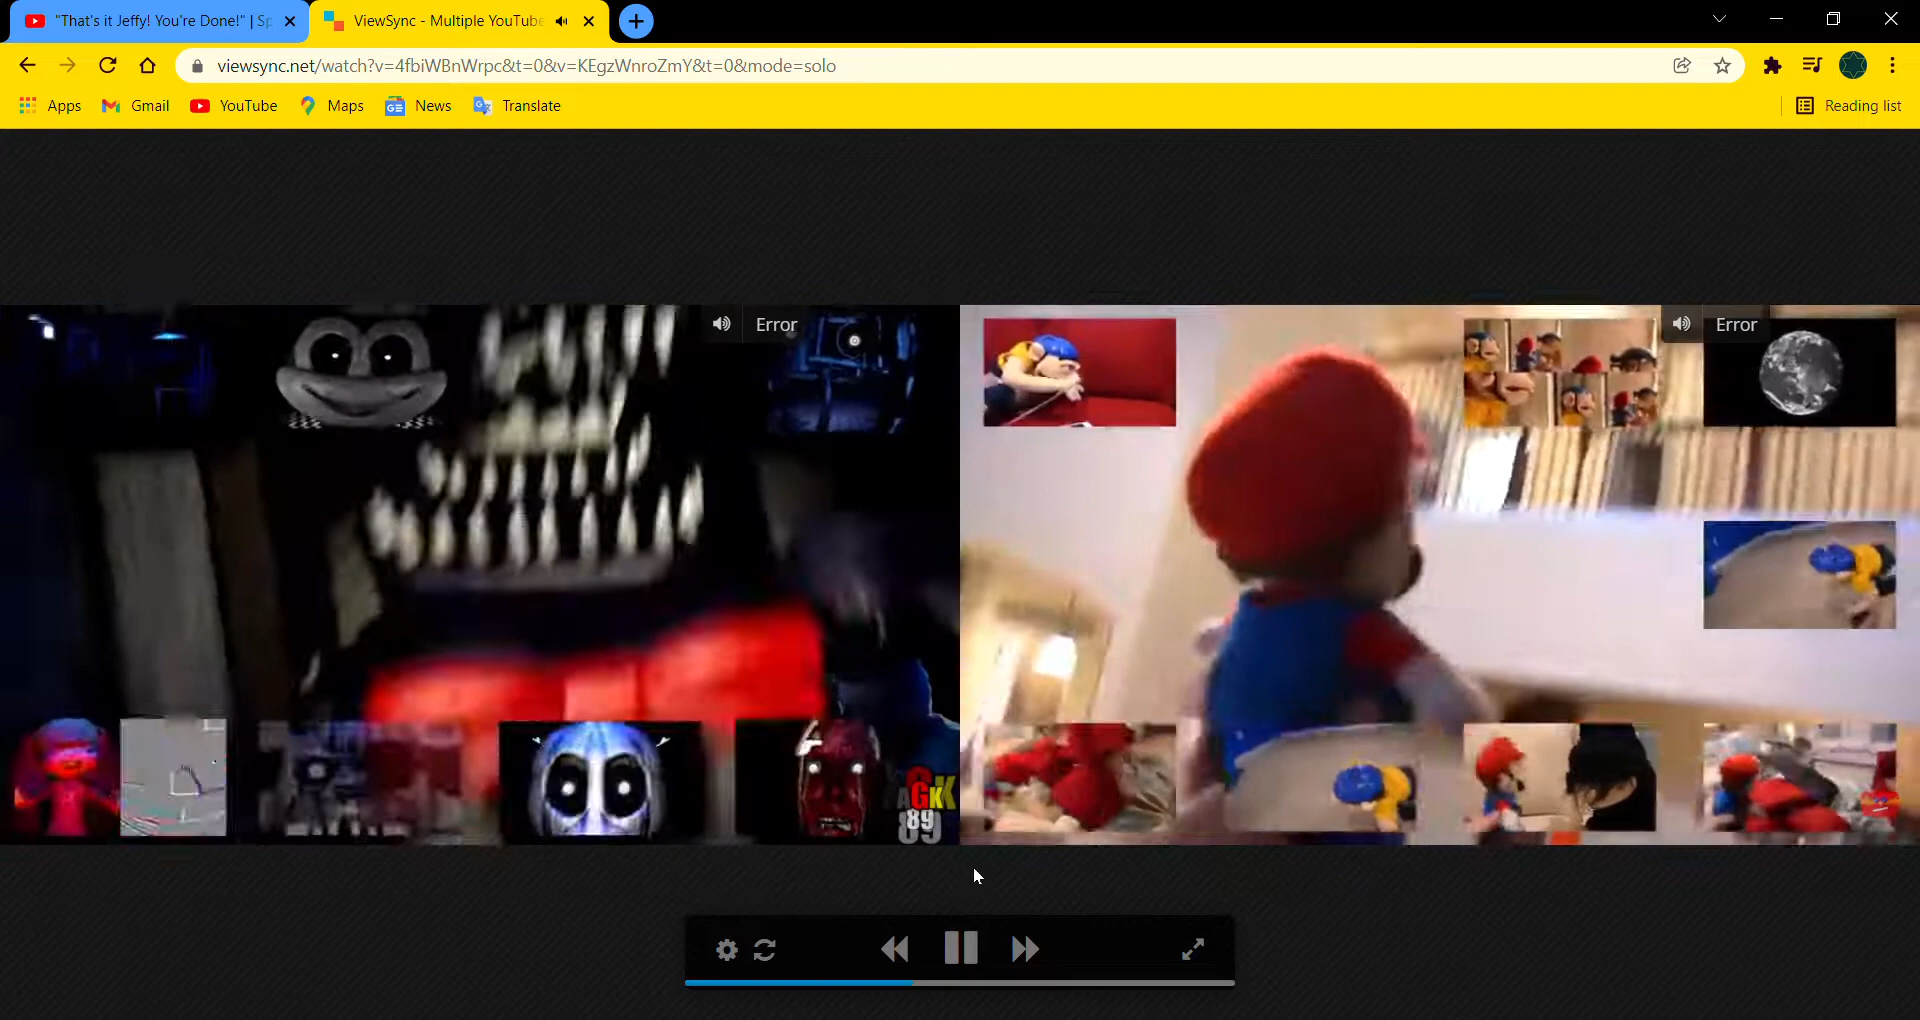 "That's it Jeffy! You're Done!" | Sp
ViewSync - Multiple YouTube
viewsync.net/watch?v=4fbiWBnWrpc&t=0&v=KEgzWnroZmY&t=0&mode=solo
Apps
Gmail
YouTube
Maps
News
Translate
Reading list
Error
Error
AGK
89